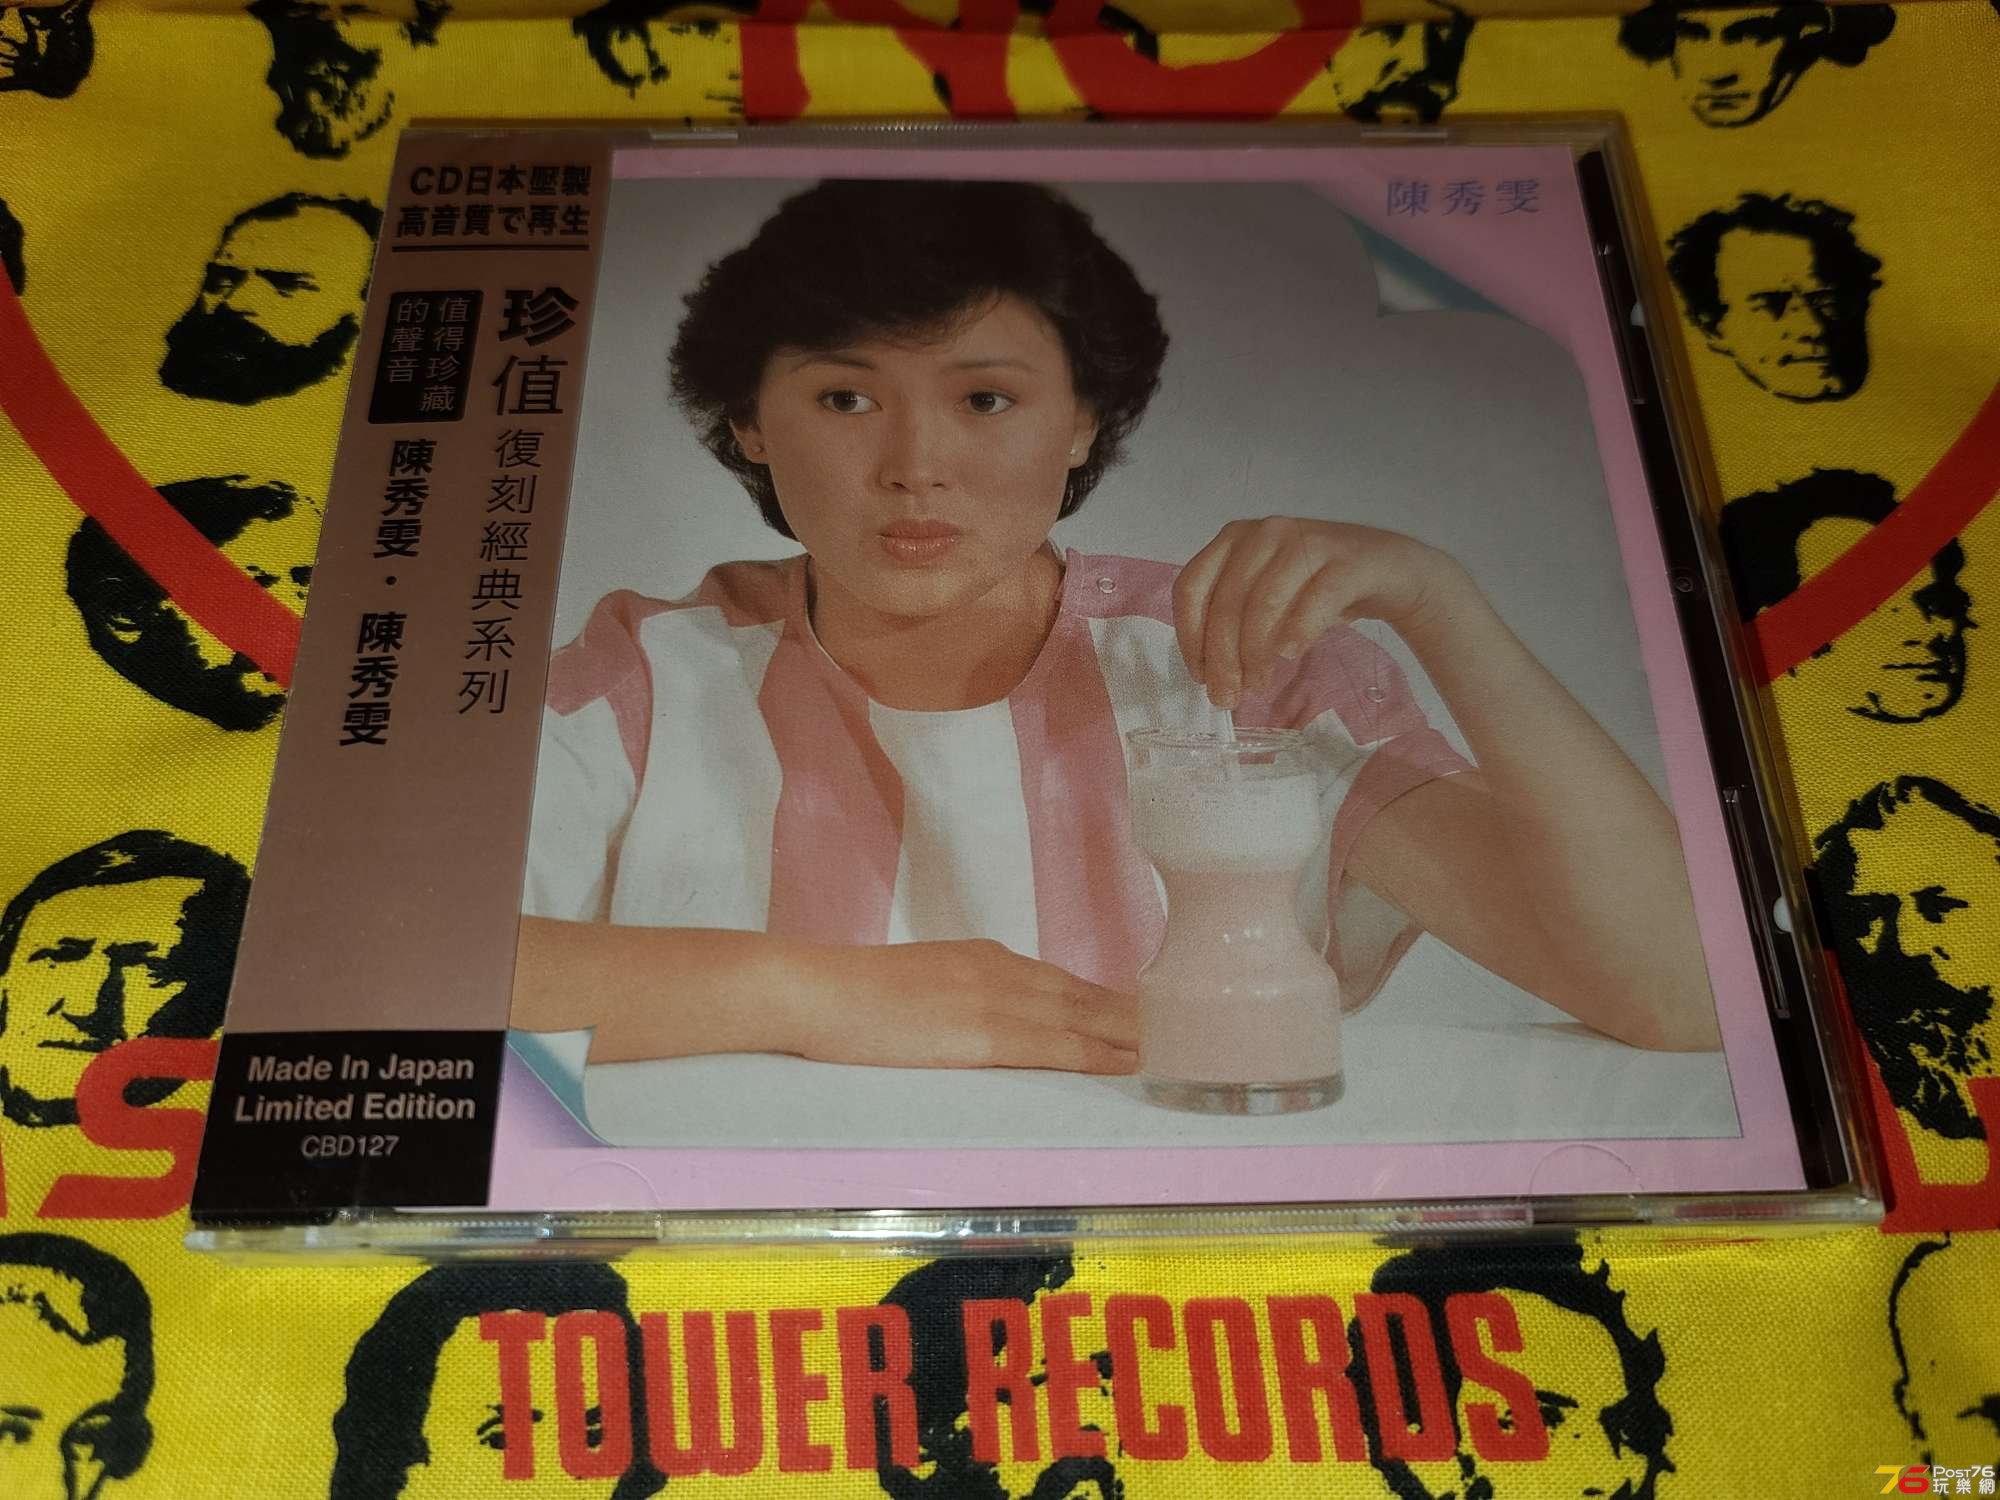 NO
CD日本壓製
高音質で再生
珍值復刻經典系列
值得珍藏
的聲音
陳秀雯・陳秀雯
Made In Japan
Limited Edition
CBD127
陳秀雯
TOWER RECORDS
76 Post76
玩樂網